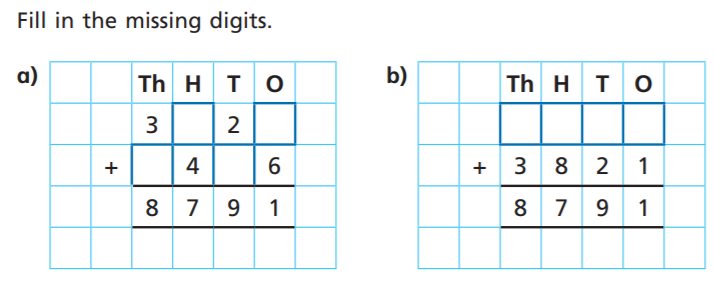 Fill in the missing digits.
a)
Th H T O
3 2
+ 4 6
8 7 9 1
b)
Th H T O
+ 3 8 2 1
8 7 9 1